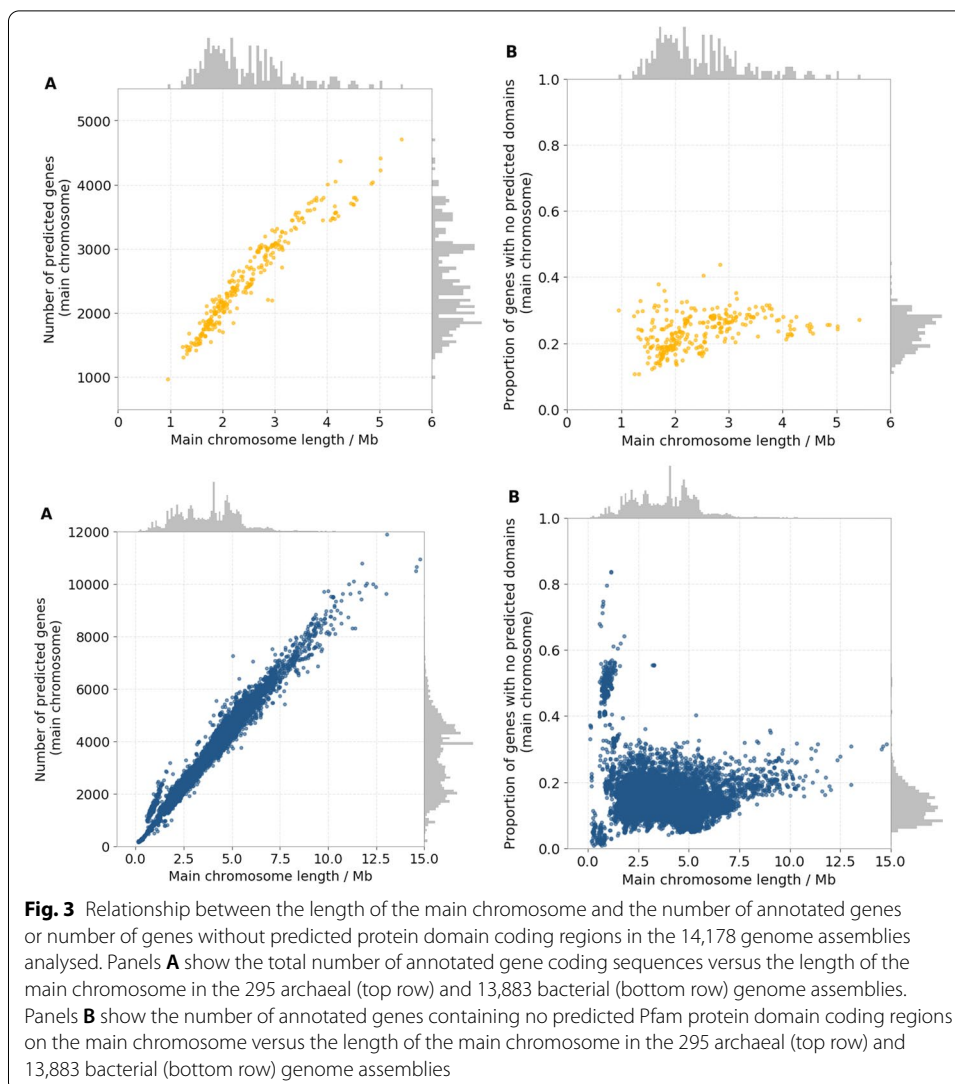 A
Number of predicted genes
(main chromosome)
5000
4000
3000
2000
1000
0
1
2
3
4
5
6
Main chromosome length / Mb
B
Proportion of genes with no predicted domains
(main chromosome)
1.0
0.8
0.6
0.4
0.2
0.0
0
1
2
3
4
5
6
Main chromosome length / Mb
A
Number of predicted genes
(main chromosome)
12000
10000
8000
6000
4000
2000
0
0.0
2.5
5.0
7.5
10.0
12.5
15.0
Main chromosome length / Mb
B
Proportion of genes with no predicted domains
(main chromosome)
1.0
0.8
0.6
0.4
0.2
0.0
0.0
2.5
5.0
7.5
10.0
12.5
15.0
Main chromosome length / Mb
Fig. 3 Relationship between the length of the main chromosome and the number of annotated genes
or number of genes without predicted protein domain coding regions in the 14,178 genome assemblies
analysed. Panels A show the total number of annotated gene coding sequences versus the length of the
main chromosome in the 295 archaeal (top row) and 13,883 bacterial (bottom row) genome assemblies.
Panels B show the number of annotated genes containing no predicted Pfam protein domain coding regions
on the main chromosome versus the length of the main chromosome in the 295 archaeal (top row) and
13,883 bacterial (bottom row) genome assemblies